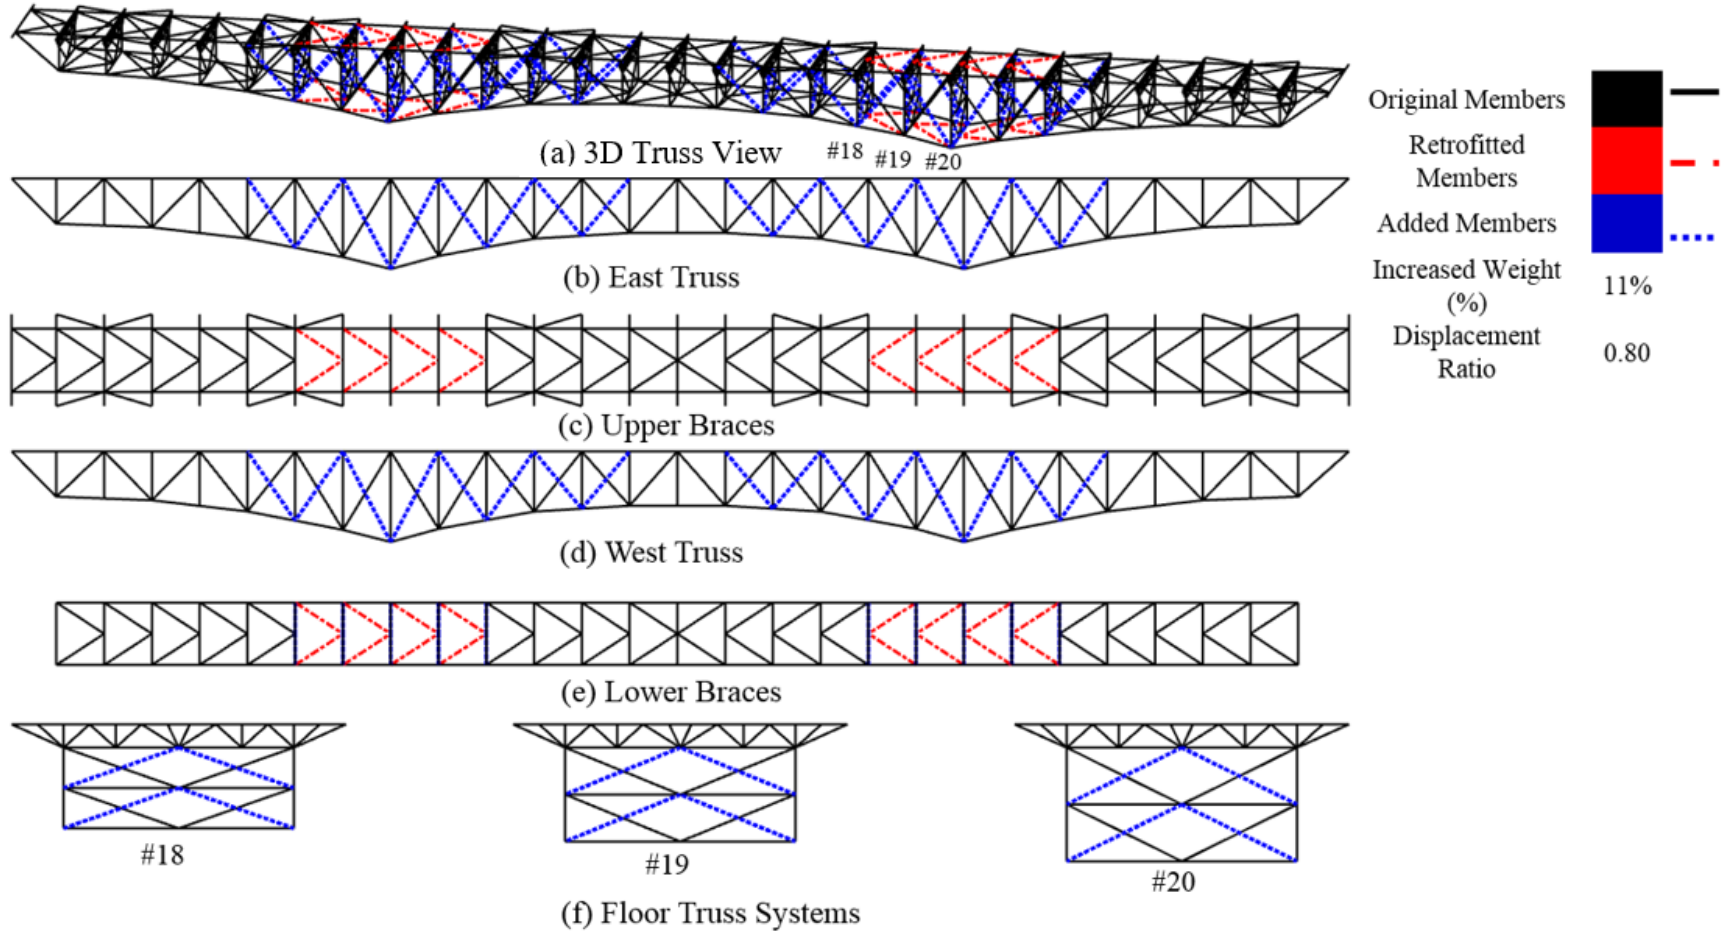 (a) 3D Truss View
#18
#19
#20
(b) East Truss
(c) Upper Braces
(d) West Truss
(e) Lower Braces
#18
#19
#20
(f) Floor Truss Systems
Original Members
Retrofitted
Members
Added Members
Increased Weight
(%)
11%
Displacement
Ratio
0.80